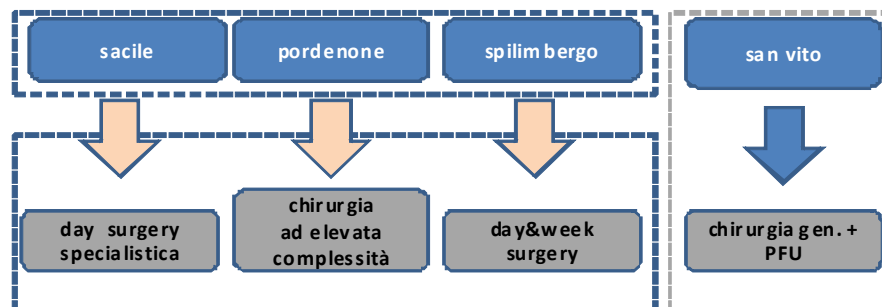 sacile
pordenone
spilimbergo
san vito
day surgery
specialistica
chirurgia
ad elevata
complessità
day&week
surgery
chirurgia gen. +
PFU